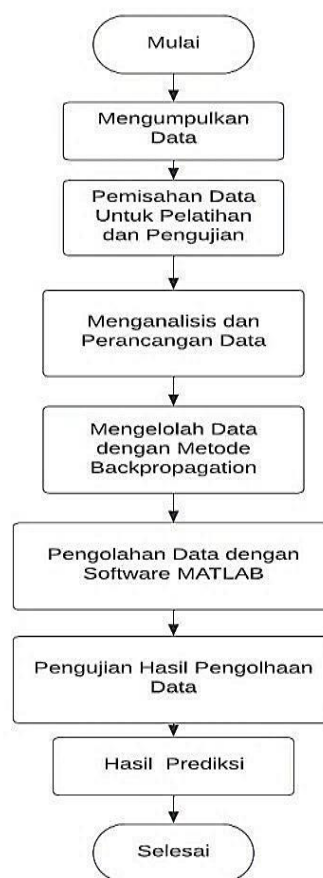 Mulai
Mengumpulkan
Data
Pemisahan Data
Untuk Pelatihan
dan Pengujian
Menganalisis dan
Perancangan Data
Mengelolah Data
dengan Metode
Backpropagation
Pengolahan Data dengan
Software MATLAB
Pengujian Hasil Pengolhaan
Data
Hasil Prediksi
Selesai